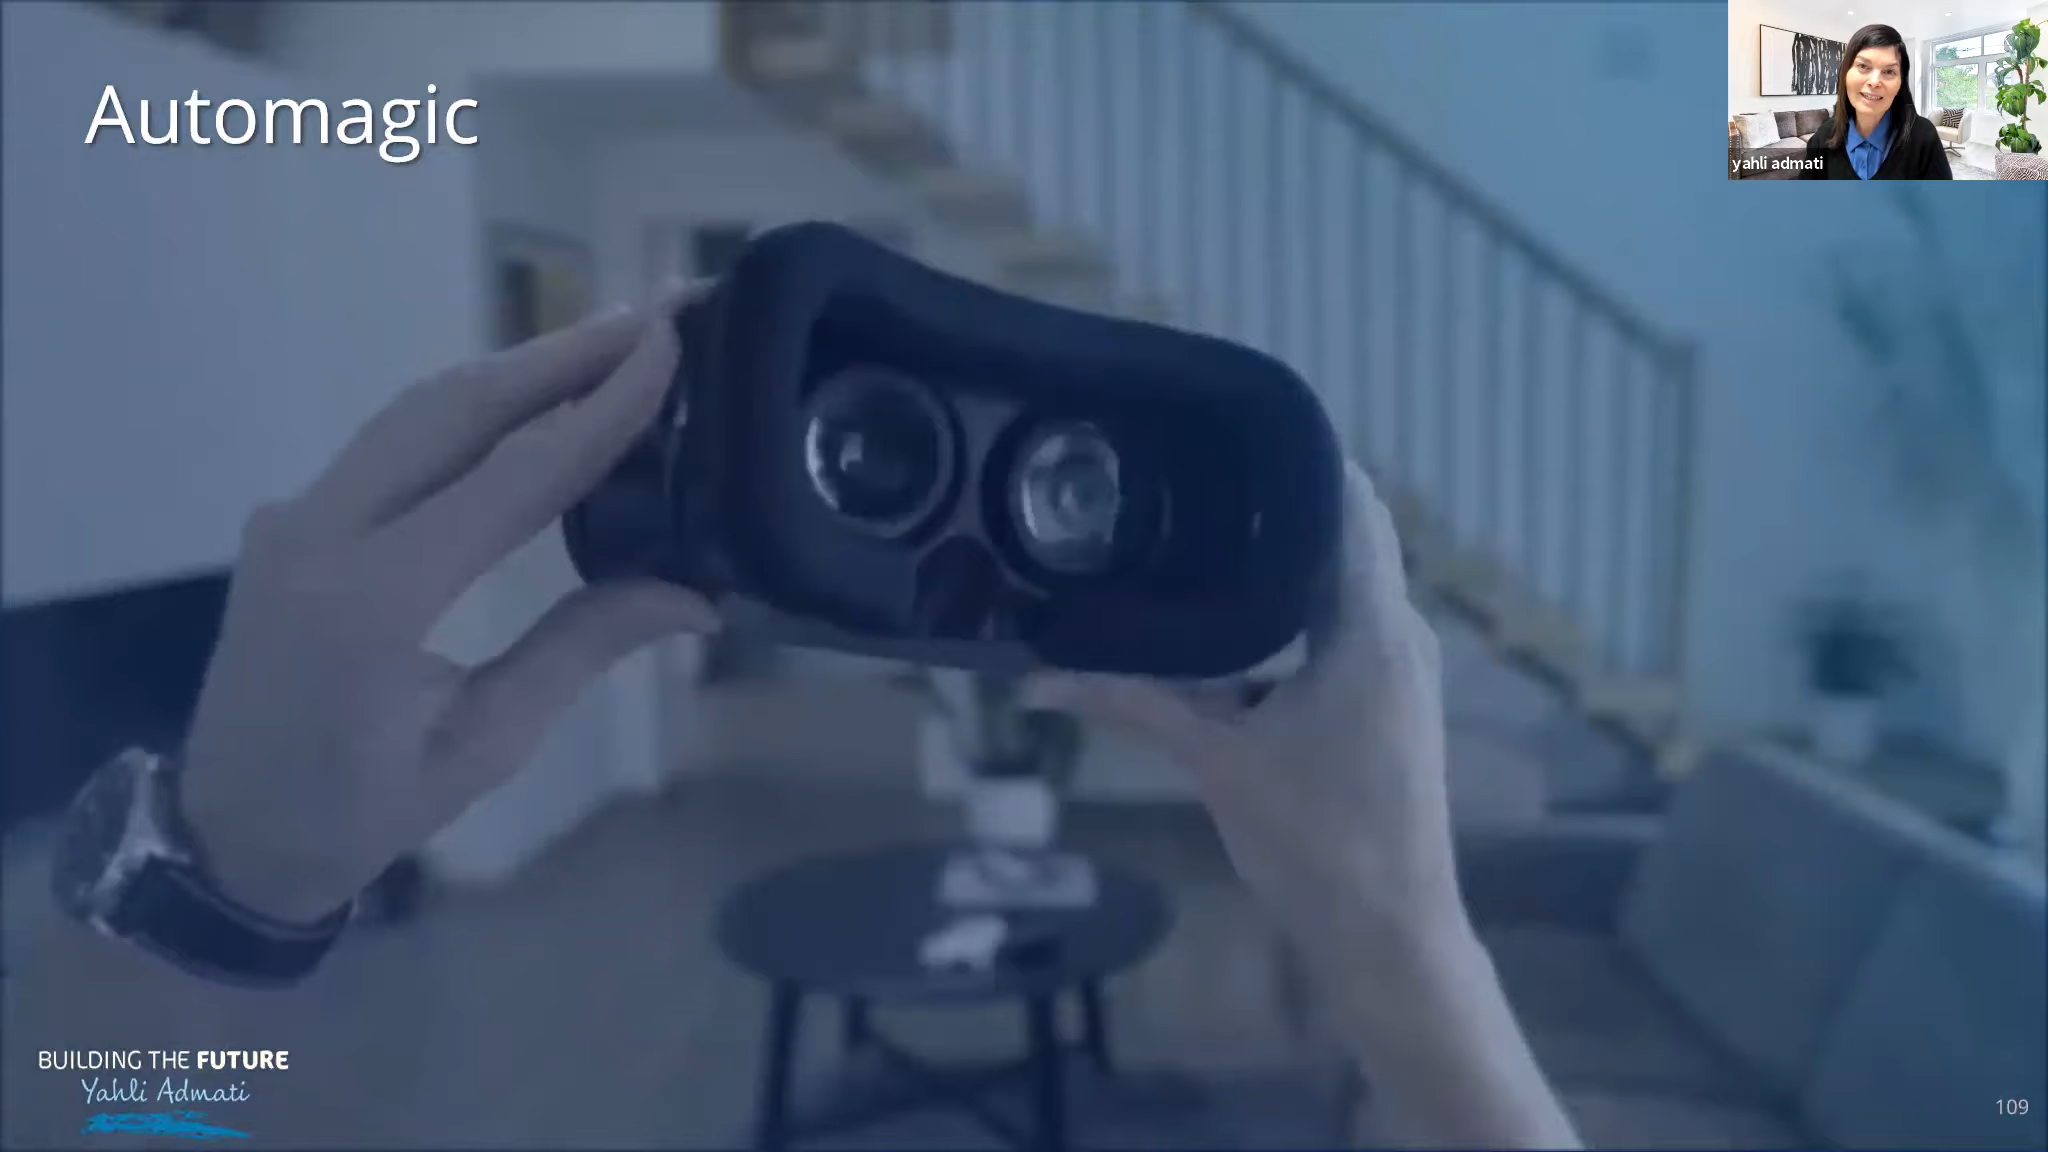 Automagic
yahli admati
BUILDING THE FUTURE
Yahli Admati
109